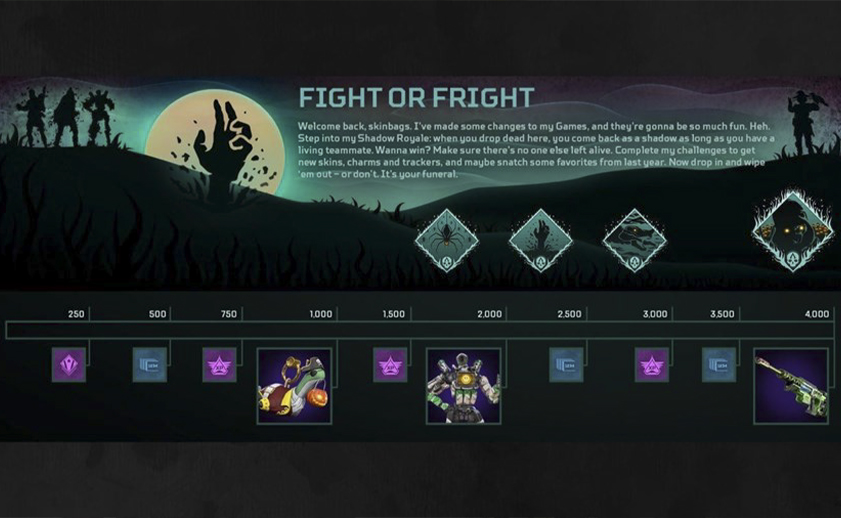 FIGHT OR FRIGHT
Welcome back, skinbags. I've made some changes to my Games, and they're gonna be so much fun. Heh.
Step into my Shadow Royale: when you drop dead here, you come back as a shadow as long as you have a
living teammate. Wanna win? Make sure there's no one else left alive. Complete my challenges to get
new skins, charms and trackers, and maybe snatch some favorites from last year. Now drop in and wipe
'em out – or don't. It's your funeral.
250 500 750 1,000 1,500 2,000 2,500 3,000 3,500 4,000